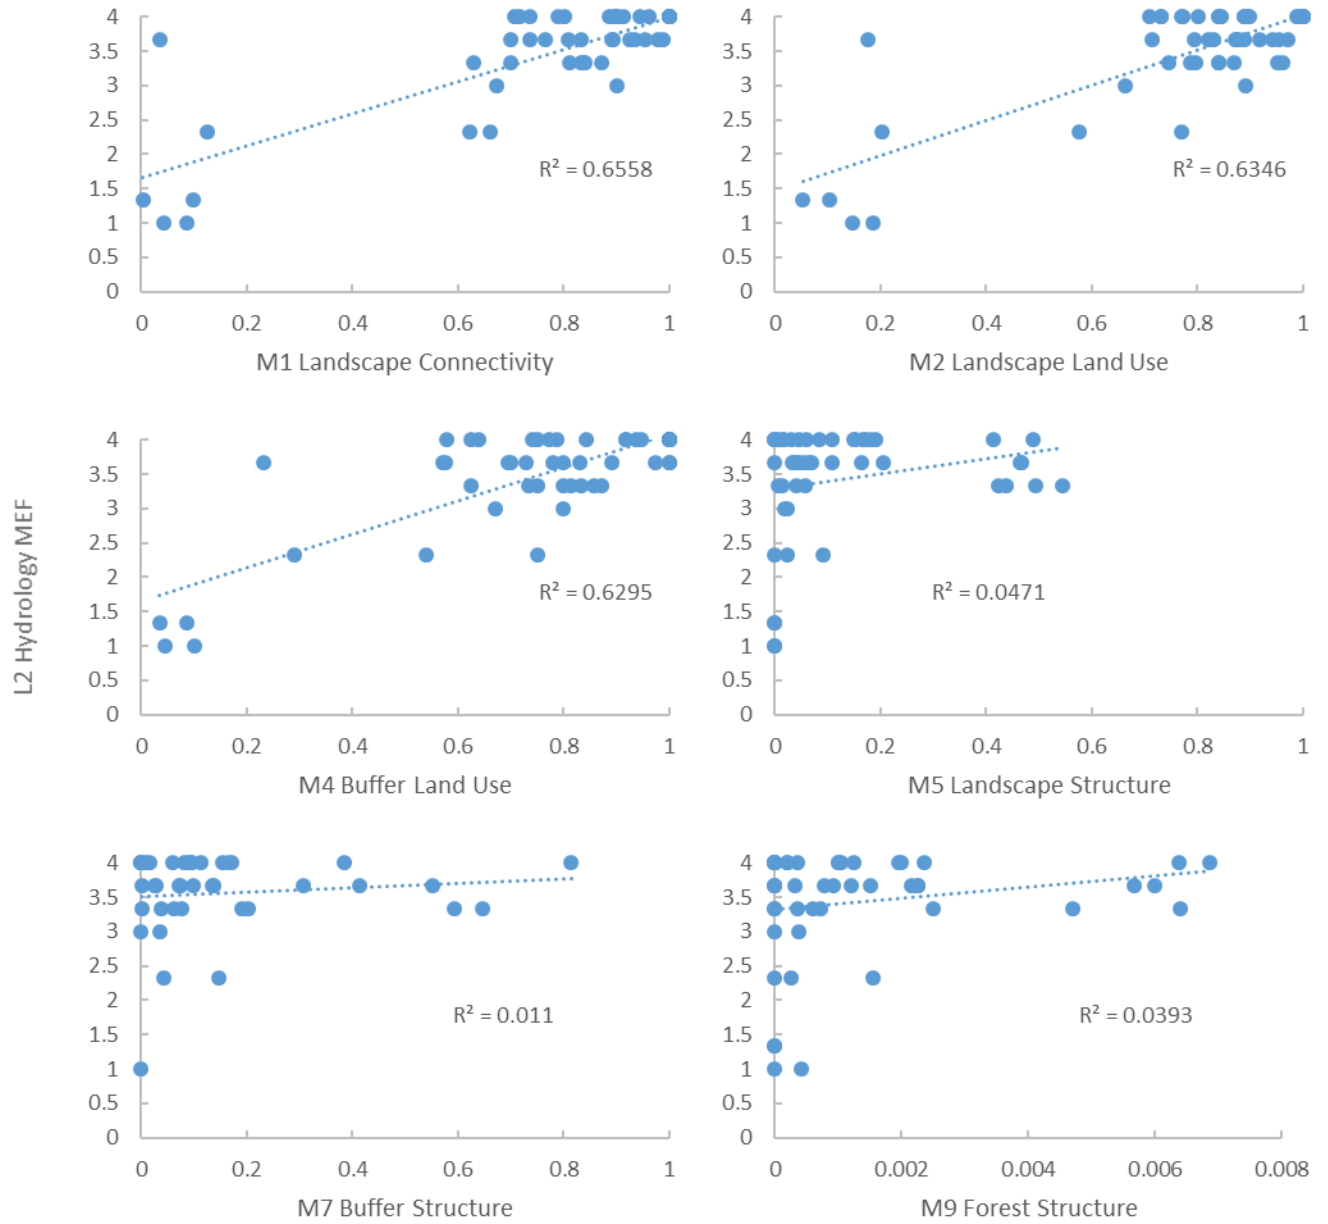 4
3.5
3
2.5
2
1.5
1
0.5
0
R² = 0.6558
0 0.2 0.4 0.6 0.8 1
M1 Landscape Connectivity
4
3.5
3
2.5
2
1.5
1
0.5
0
R² = 0.6346
0 0.2 0.4 0.6 0.8 1
M2 Landscape Land Use
L2 Hydrology MEF
4
3.5
3
2.5
2
1.5
1
0.5
0
R² = 0.6295
0 0.2 0.4 0.6 0.8 1
M4 Buffer Land Use
4
3.5
3
2.5
2
1.5
1
0.5
0
R² = 0.0471
0 0.2 0.4 0.6 0.8 1
M5 Landscape Structure
4
3.5
3
2.5
2
1.5
1
0.5
0
R² = 0.011
0 0.2 0.4 0.6 0.8 1
M7 Buffer Structure
4
3.5
3
2.5
2
1.5
1
0.5
0
R² = 0.0393
0 0.002 0.004 0.006 0.008
M9 Forest Structure